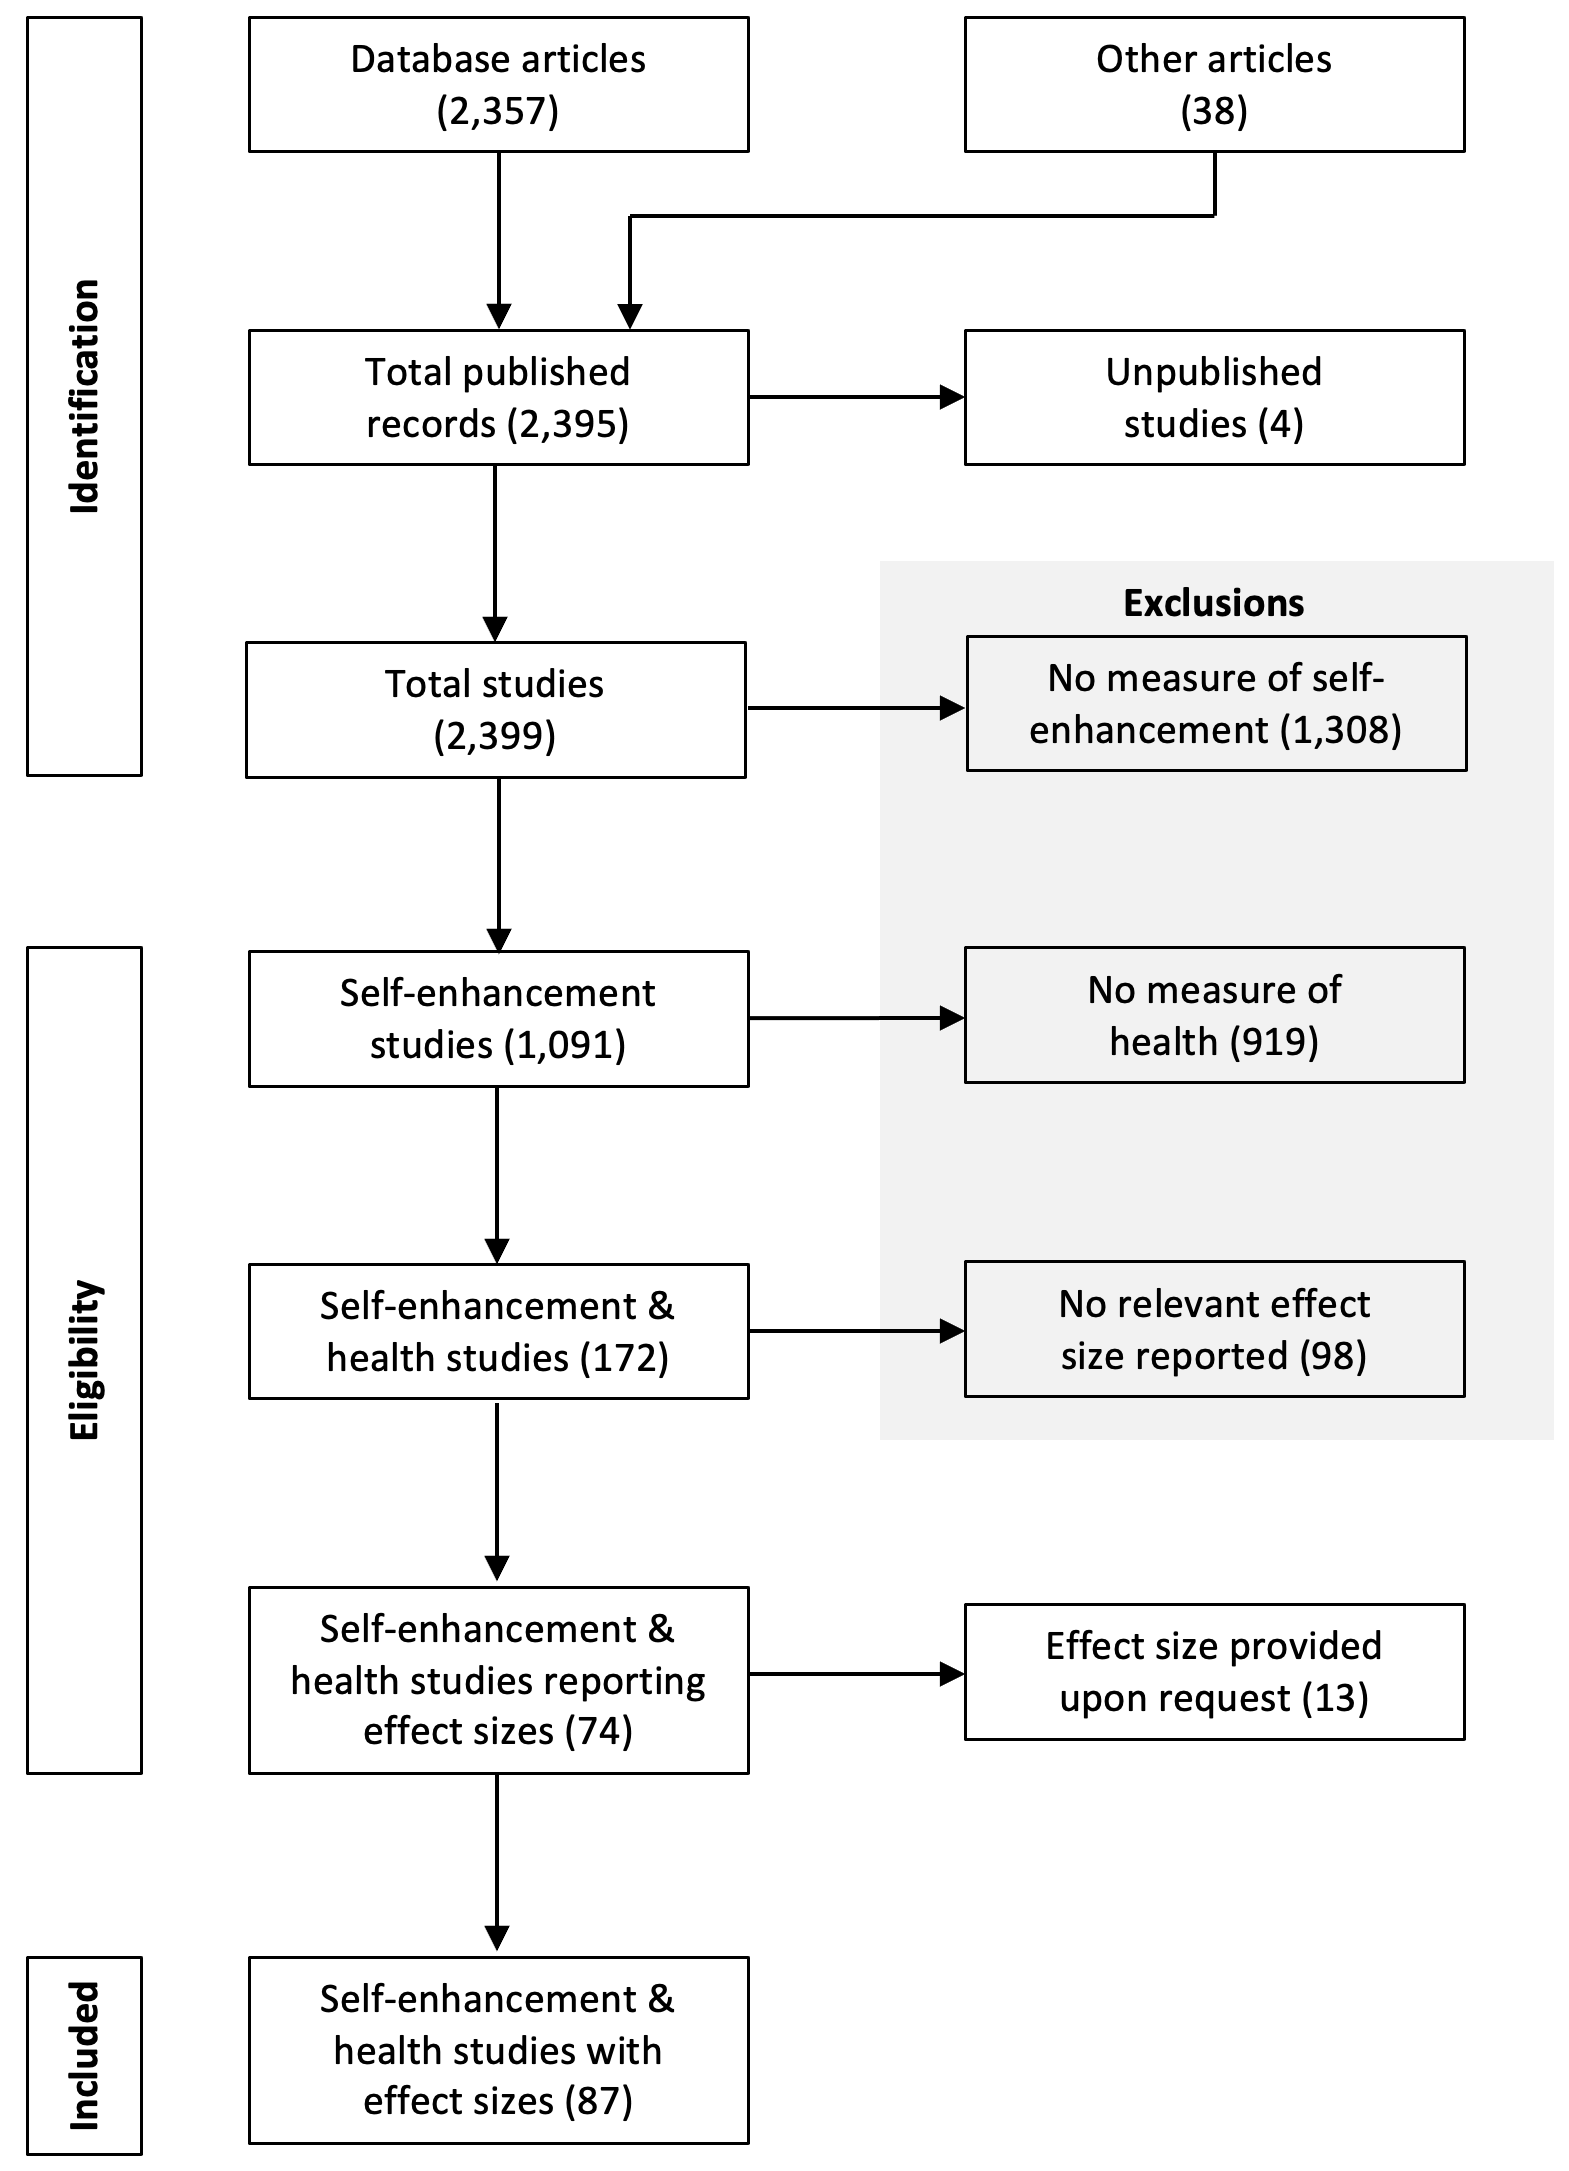 Identification
Database articles
(2,357)
Other articles
(38)
Total published
records (2,395)
Unpublished
studies (4)
Total studies
(2,399)
Exclusions
No measure of self-
enhancement (1,308)
Eligibility
Self-enhancement
studies (1,091)
No measure of
health (919)
Self-enhancement &
health studies (172)
No relevant effect
size reported (98)
Self-enhancement &
health studies reporting
effect sizes (74)
Effect size provided
upon request (13)
Included
Self-enhancement &
health studies with
effect sizes (87)